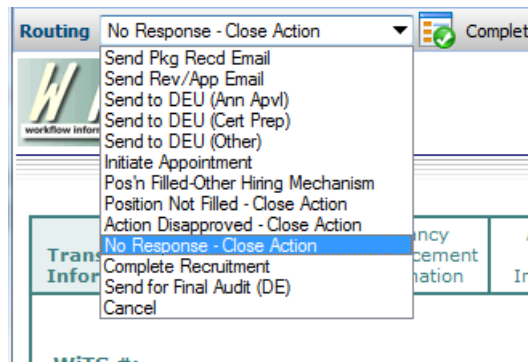 Routing No Response - Close Action Complet
Send Pkg Recd Email
Send Rev/App Email
Send to DEU (Ann Apvl)
Send to DEU (Cert Prep)
Send to DEU (Other)
Initiate Appointment
Pos'n Filled-Other Hiring Mechanism
Position Not Filled - Close Action
Action Disapproved - Close Action
No Response - Close Action
Complete Recruitment
Send for Final Audit (DE)
Cancel
workflow infor
Trans
Infor
ancy
cement
nation
In
WiTS #: